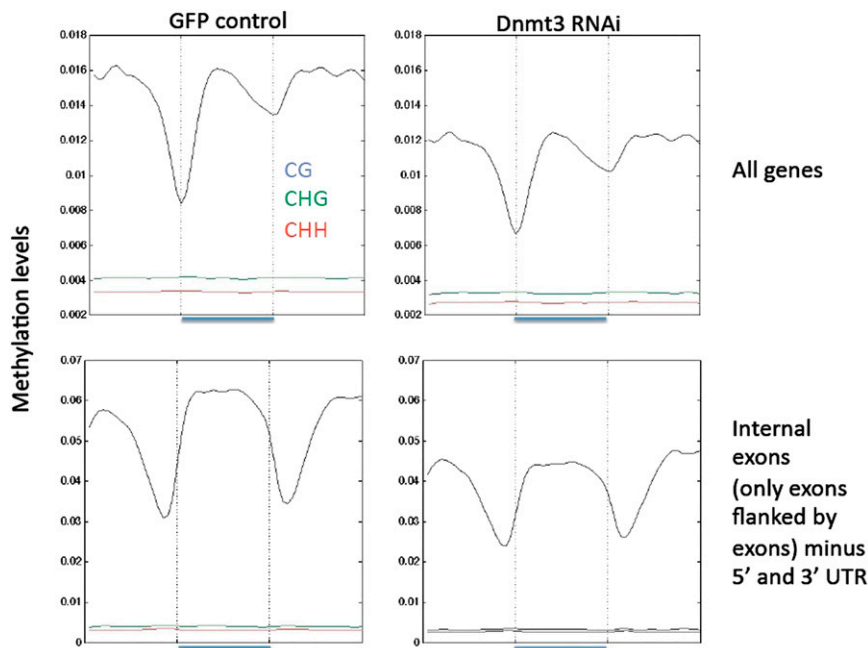 GFP control
Dnmt3 RNAi
Methylation levels
0.018
0.016
0.014
0.012
0.01
0.008
0.006
0.004
0.002
CG
CHG
CHH
0.018
0.016
0.014
0.012
0.01
0.008
0.006
0.004
0.002
All genes
0.07
0.06
0.05
0.04
0.03
0.02
0.01
0
0.07
0.06
0.05
0.04
0.03
0.02
0.01
0
Internal
exons
(only exons
flanked by
exons) minus
5’ and 3’ UTR